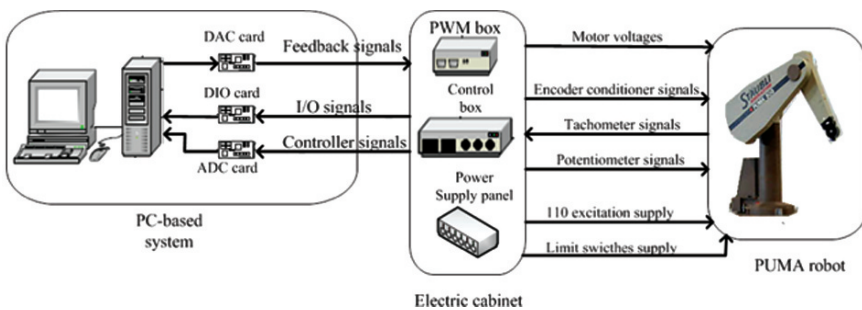 DAC card
Feedback signals
DIO card
I/O signals
Controller signals
ADC card
PC-based
system
PWM box
Control
box
Power
Supply panel
Electric cabinet
Motor voltages
Encoder conditioner signals
Tachometer signals
Potentiometer signals
110 excitation supply
Limit swicthes supply
STAUBLI
PUMA robot